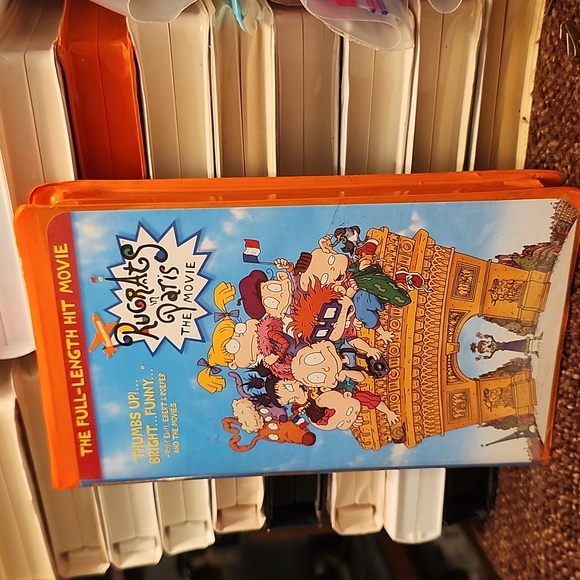 THE FULL-LENGTH HIT MOVIE
RUGRATS
in
PARIS
THE MOVIE
"THUMBS UP!...
BRIGHT...FUNNY..."
EBERT & ROEPER
AND THE MOVIES